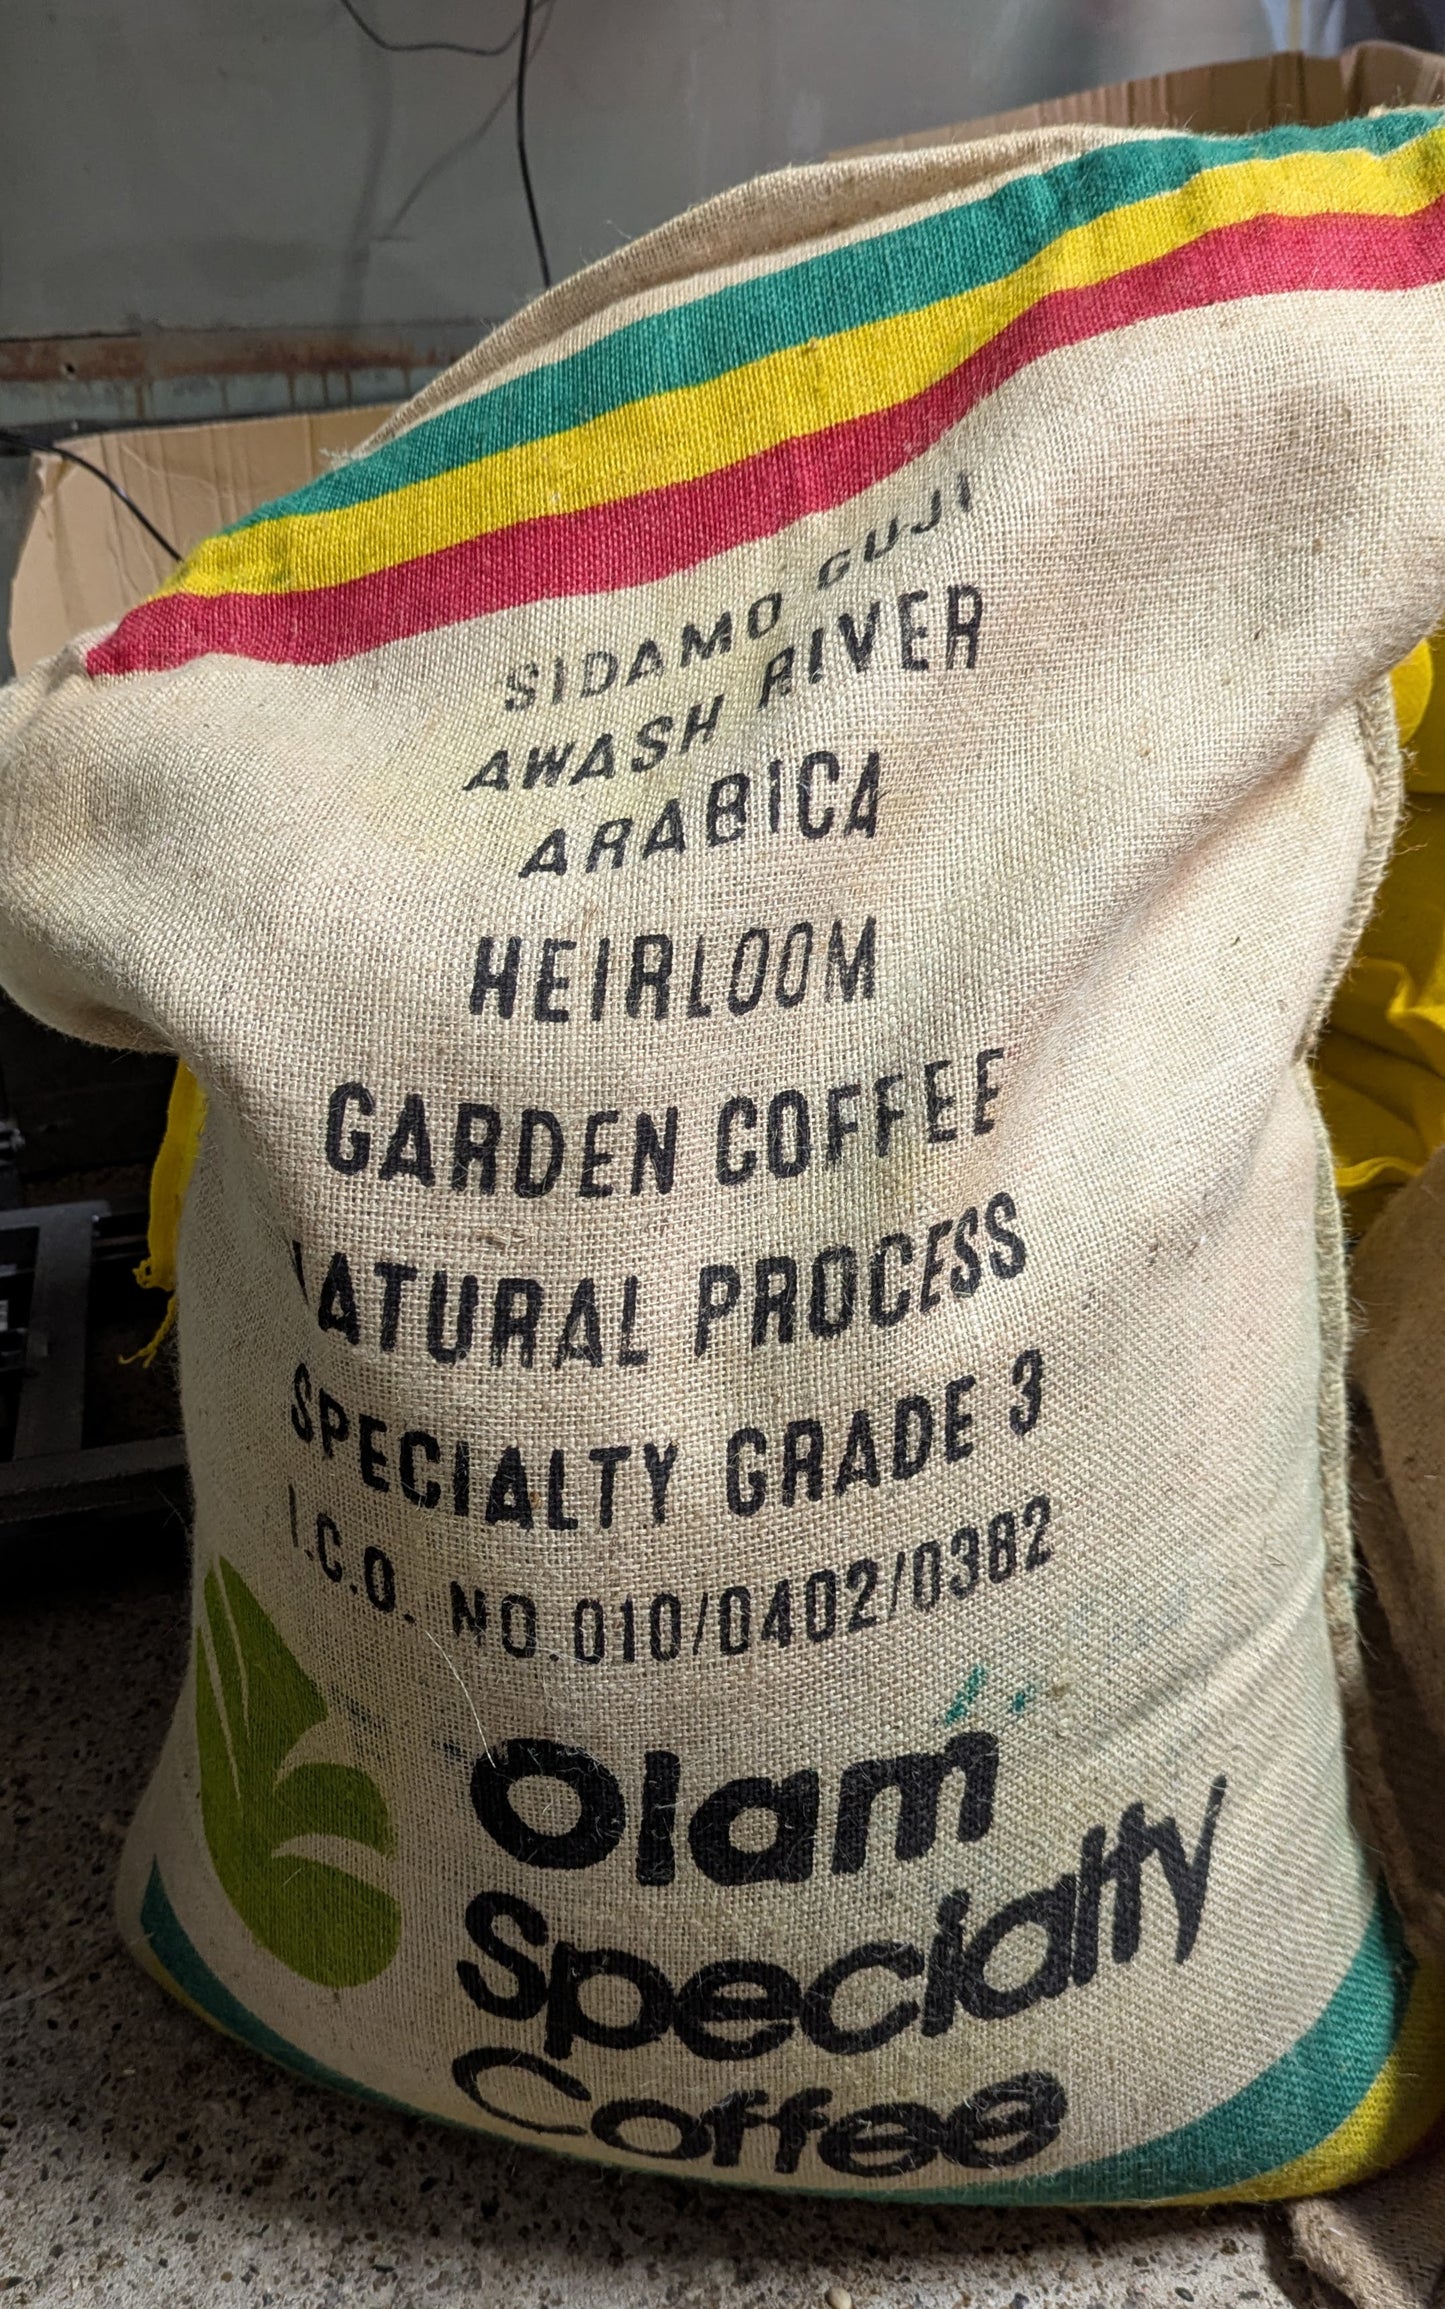 SIDAMO GUJI
AWASH RIVER
ARABICA
HEIRLOOM
GARDEN COFFEE
NATURAL PROCESS
SPECIALTY GRADE 3
I.C.O. NO.010/0402/0382
Olam
Specialty
Coffee